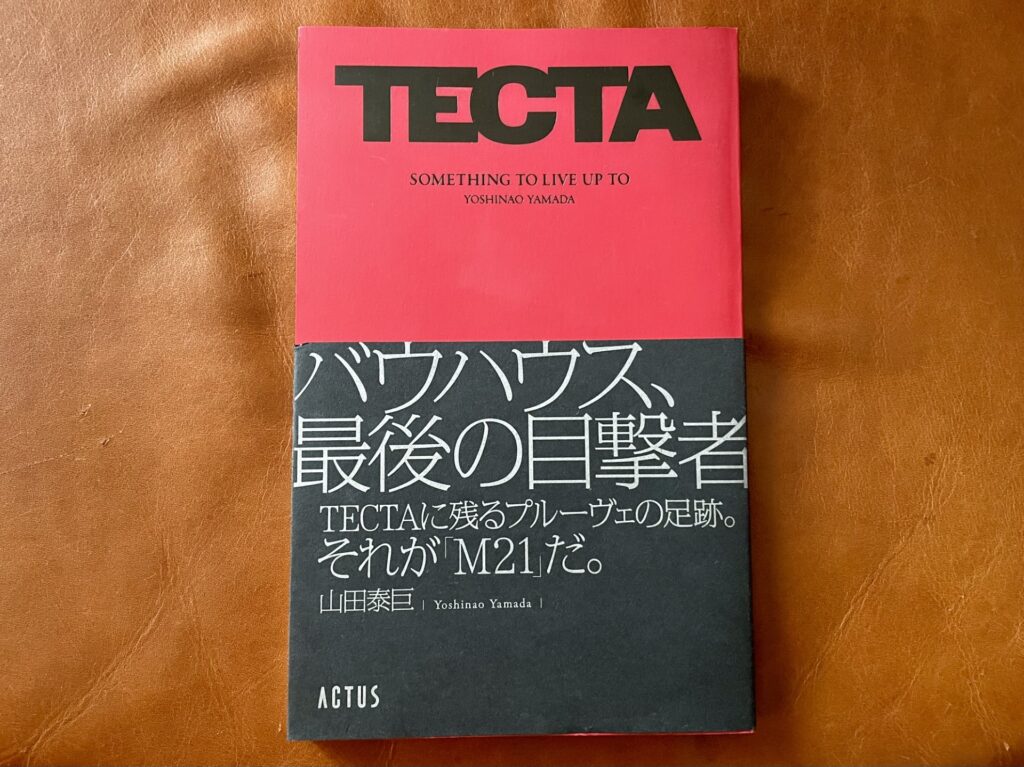 TECTA
SOMETHING TO LIVE UP TO
YOSHINAO YAMADA
バウハウス、
最後の目撃者
TECTAに残るプルーヴェの足跡。
それが「M21」だ。
山田泰巨 | Yoshinao Yamada |
ACTUS